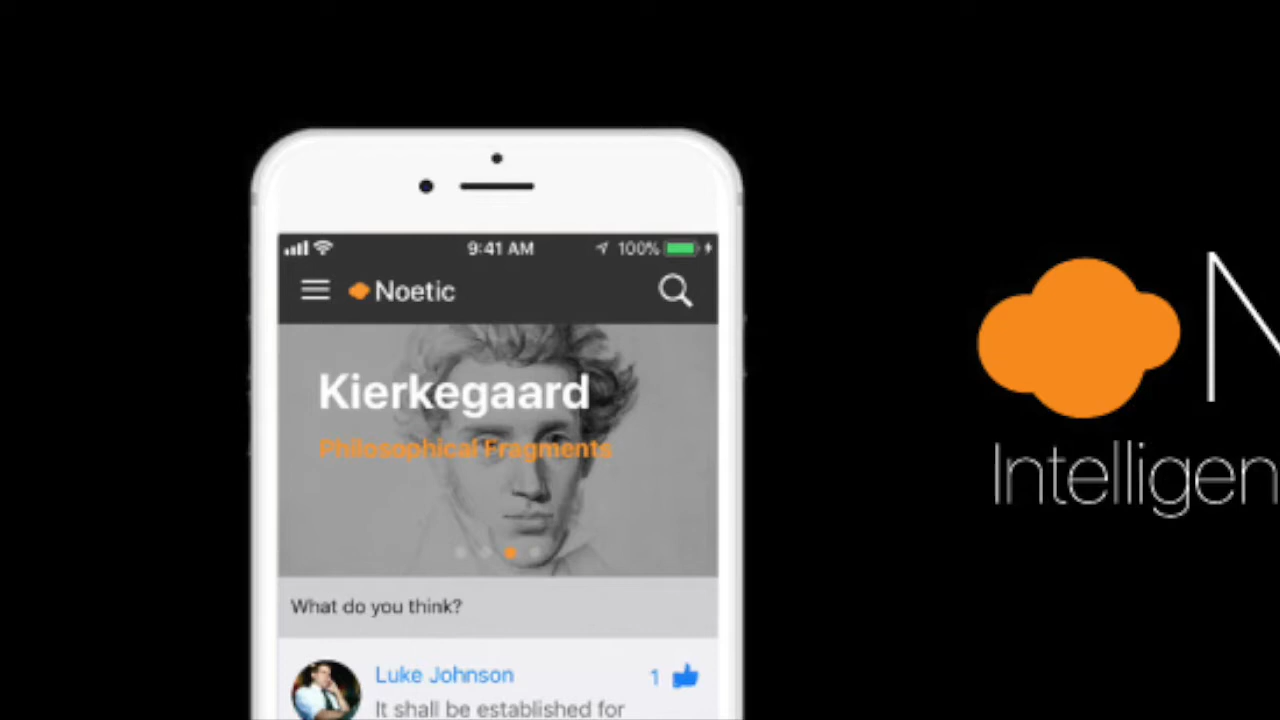 9:41 AM
100%
Noetic
Kierkegaard
Philosophical Fragments
What do you think?
Luke Johnson
1
It shall be established for
N
Intelligen